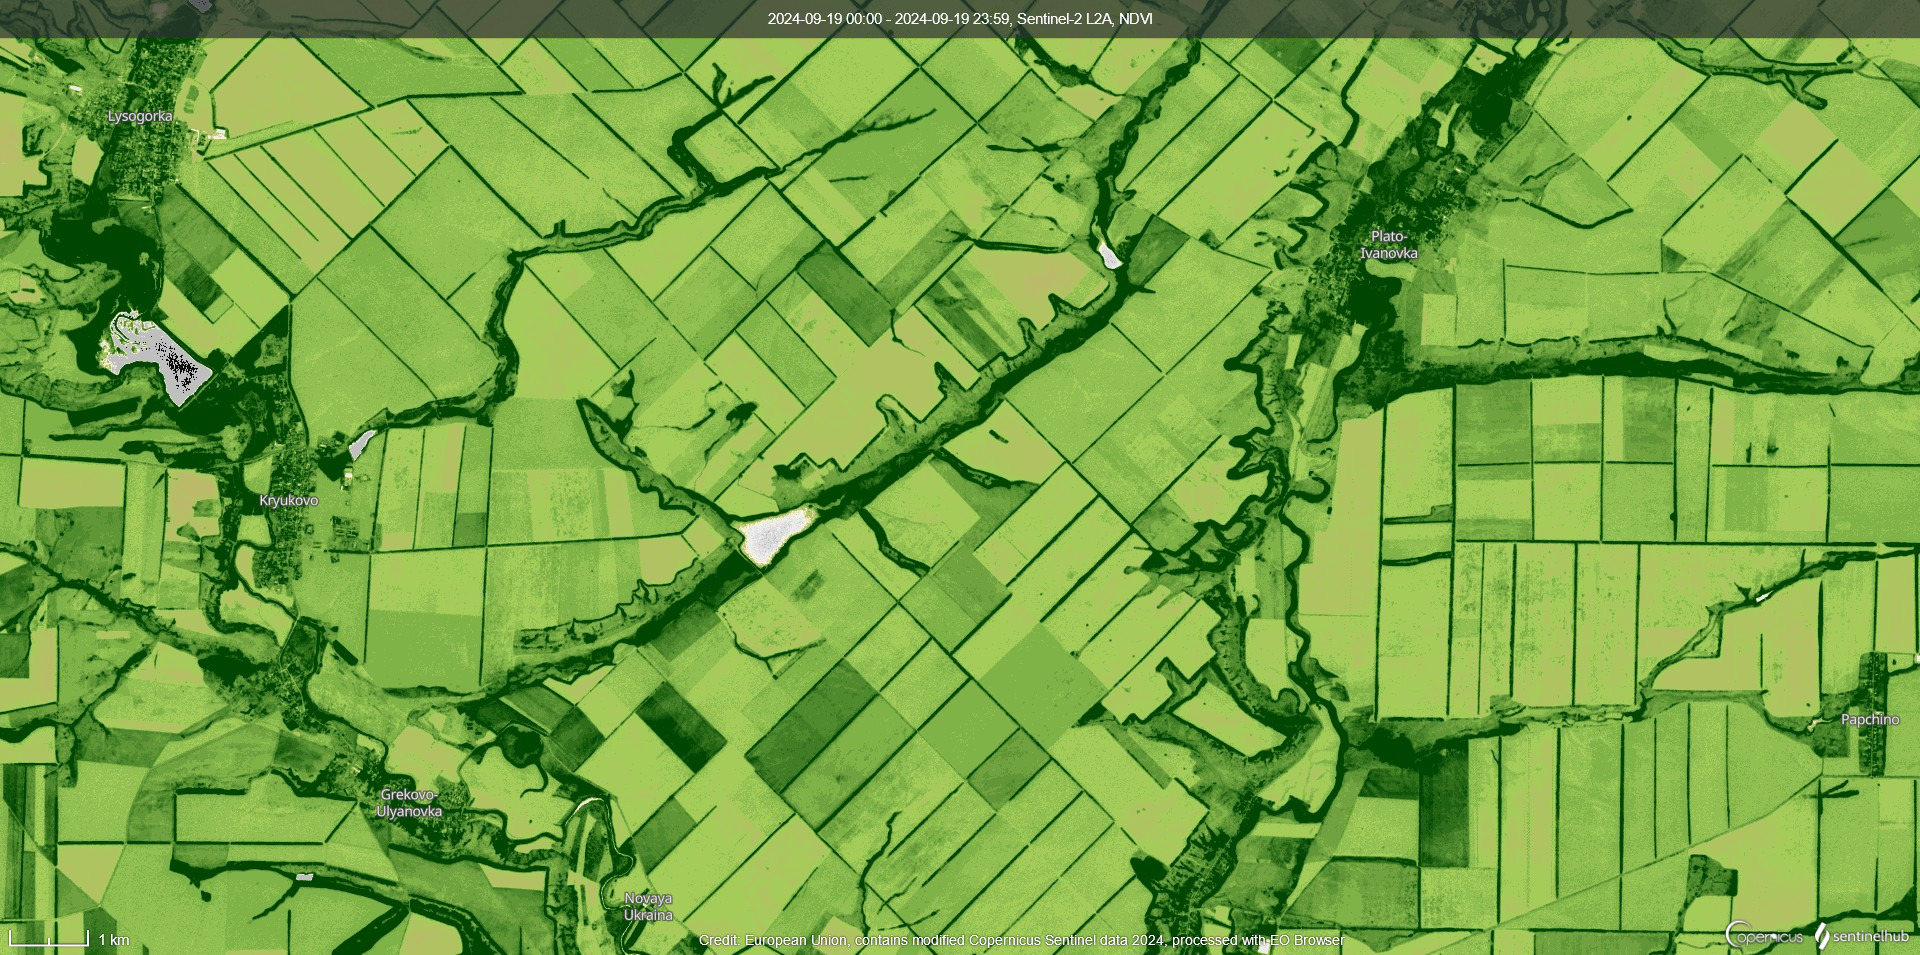 2024-09-19 00:00 - 2024-09-19 23:59, Sentinel-2 L2A, NDVI
Lysogorka
Plato-
Ivanovka
Kryukovo
Papchino
Grekovo-
Ulyanovka
Novaya
Ukraina
1 km
Credit: European Union, contains modified Copernicus Sentinel data 2024, processed with EO Browser
Copernicus
sentinelhub